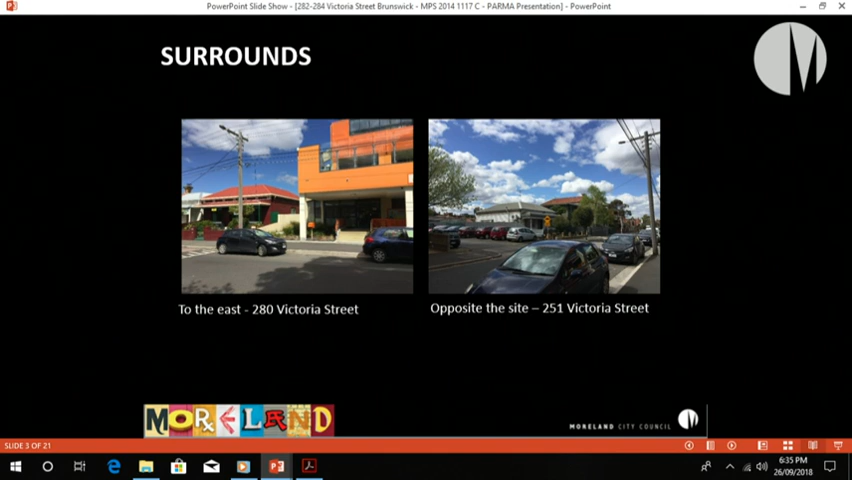 PowerPoint Slide Show - [282-284 Victoria Street Brunswick - MPS 2014 1117 C - PARMA Presentation] - PowerPoint
SURROUNDS
To the east - 280 Victoria Street
Opposite the site – 251 Victoria Street
MORELAND
MORELAND CITY COUNCIL
SLIDE 3 OF 21
6:35 PM
26/09/2018